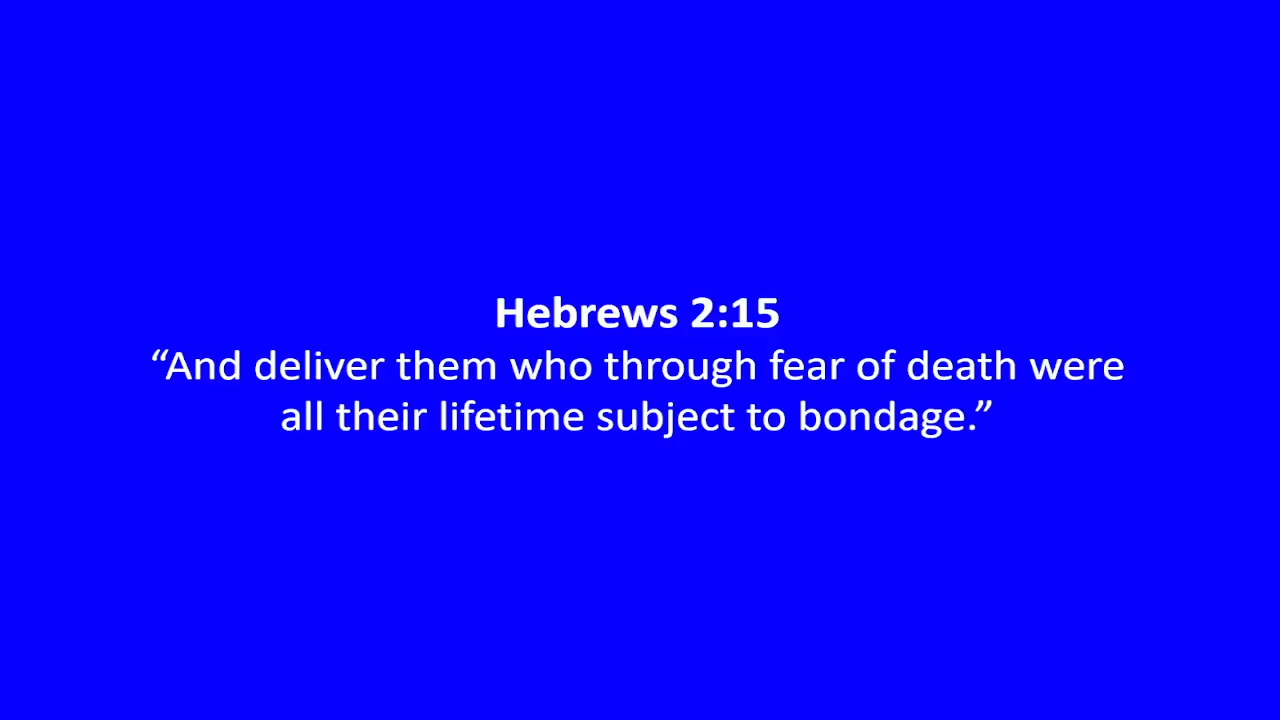 Hebrews 2:15
“And deliver them who through fear of death were
all their lifetime subject to bondage.”